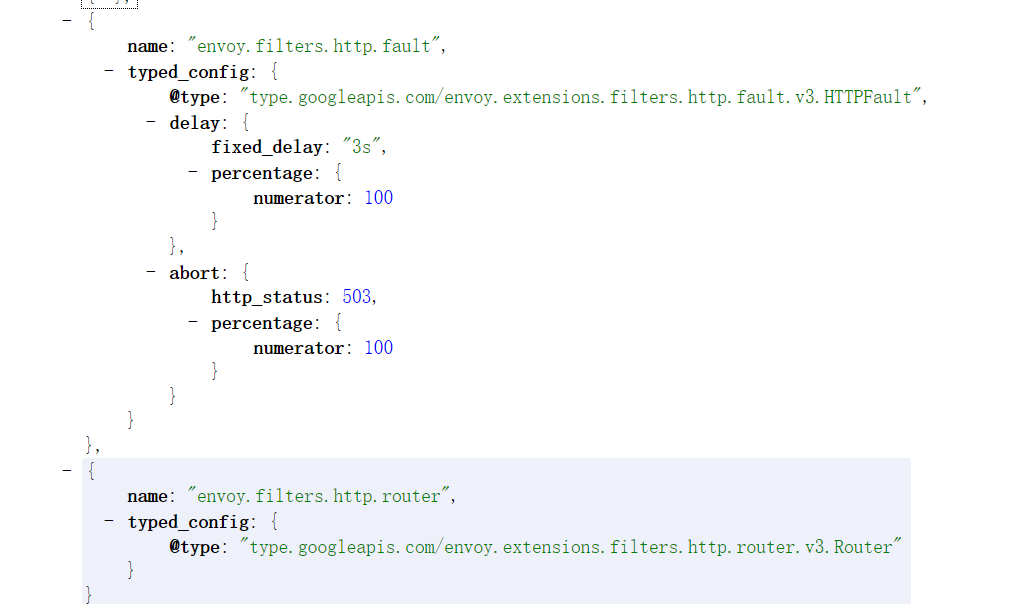 - {
name: "envoy.filters.http.fault",
- typed_config: {
@type: "type.googleapis.com/envoy.extensions.filters.http.fault.v3.HTTPFault",
- delay: {
fixed_delay: "3s",
- percentage: {
numerator: 100
}
},
- abort: {
http_status: 503,
- percentage: {
numerator: 100
}
}
}
},
- {
name: "envoy.filters.http.router",
- typed_config: {
@type: "type.googleapis.com/envoy.extensions.filters.http.router.v3.Router"
}
}